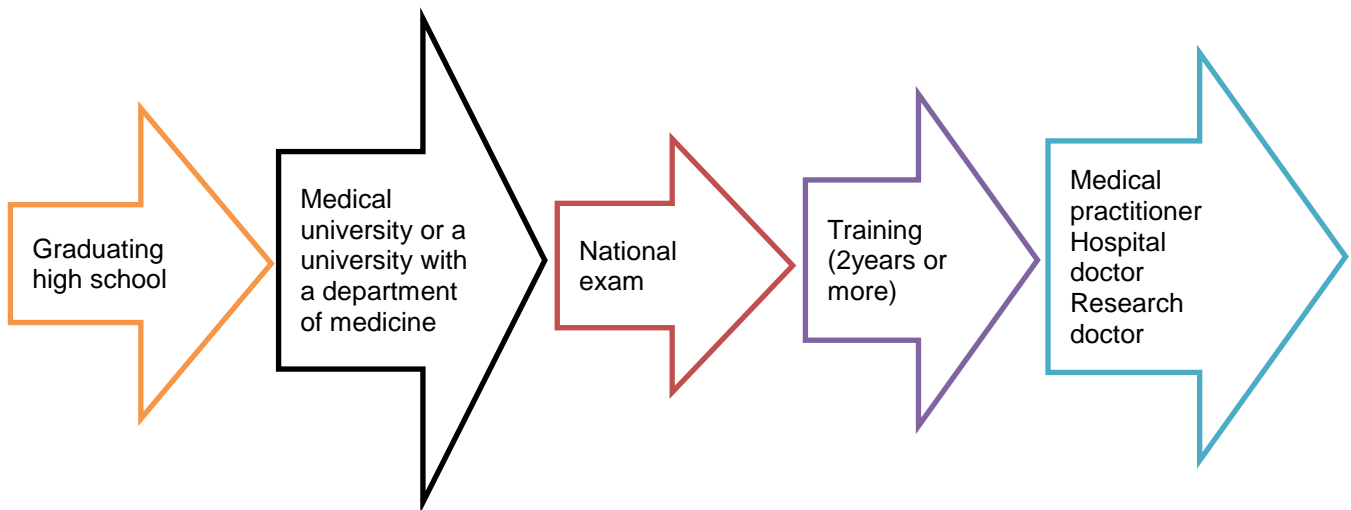 Graduating
high school
Medical
university or a
university with
a department
of medicine
National
exam
Training
(2years or
more)
Medical
practitioner
Hospital
doctor
Research
doctor